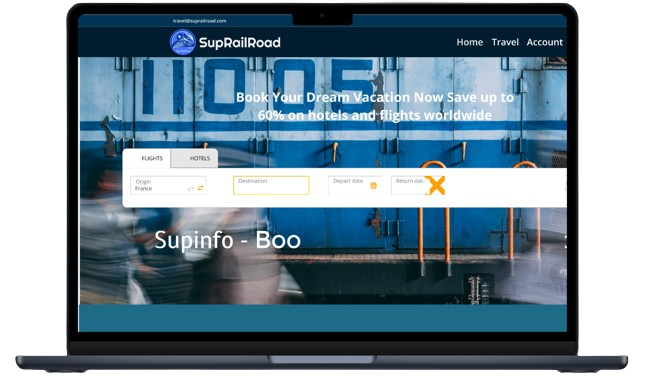 travel@suprailroad.com
SupRailRoad
Home Travel Account
11005
Book Your Dream Vacation Now Save up to
60% on hotels and flights worldwide
FLIGHTS HOTELS
Origin Destination Depart date Return dat
France
Supinfo - Boo